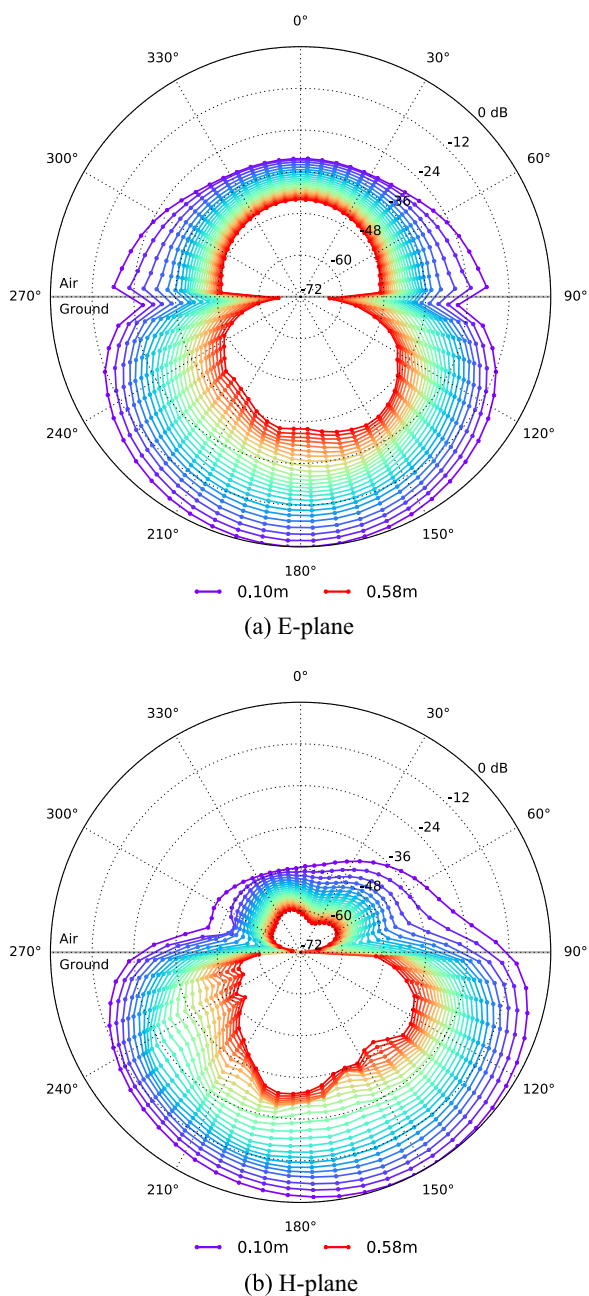 0°
330° 30°
0 dB
-12
300° 60°
-24
-36
-48
-60
Air
270° -72 90°
Ground
240° 120°
210° 150°
180°
0.10m 0.58m
(a) E-plane
0°
330° 30°
0 dB
-12
300° 60°
-24
-36
-48
-60
Air
270° -72 90°
Ground
240° 120°
210° 150°
180°
0.10m 0.58m
(b) H-plane